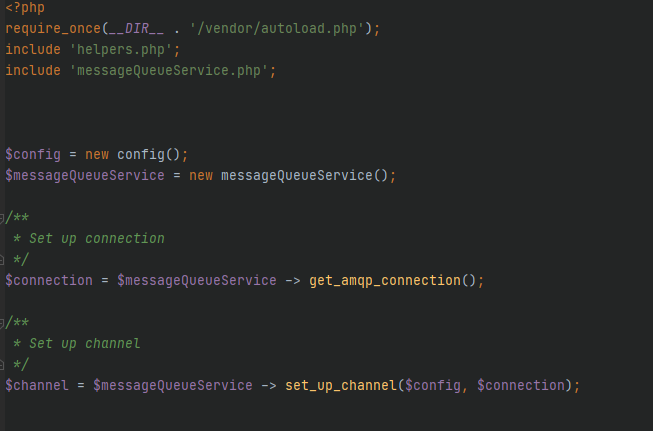 <?php
require_once(__DIR__ . '/vendor/autoload.php');
include 'helpers.php';
include 'messageQueueService.php';
$config = new config();
$messageQueueService = new messageQueueService();
/**
 * Set up connection
 */
$connection = $messageQueueService -> get_amqp_connection();
/**
 * Set up channel
 */
$channel = $messageQueueService -> set_up_channel($config, $connection);